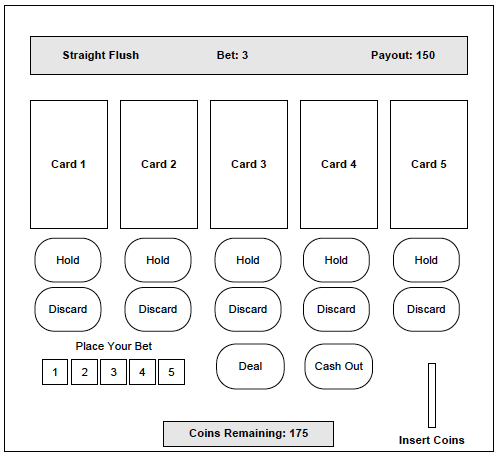 Straight Flush Bet: 3 Payout: 150
Card 1 Card 2 Card 3 Card 4 Card 5
Hold Hold Hold Hold Hold
Discard Discard Discard Discard Discard
Place Your Bet
1 2 3 4 5
Deal Cash Out
Coins Remaining: 175
Insert Coins